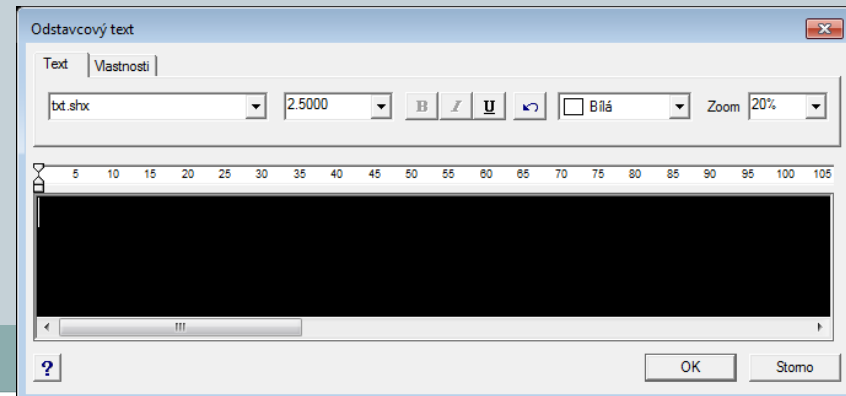 Odstavcový text
Text Vlastnosti
txt.shx 2.5000 B I U Bílá Zoom 20%
5 10 15 20 25 30 35 40 45 50 55 60 65 70 75 80 85 90 95 100 105
? OK Storno